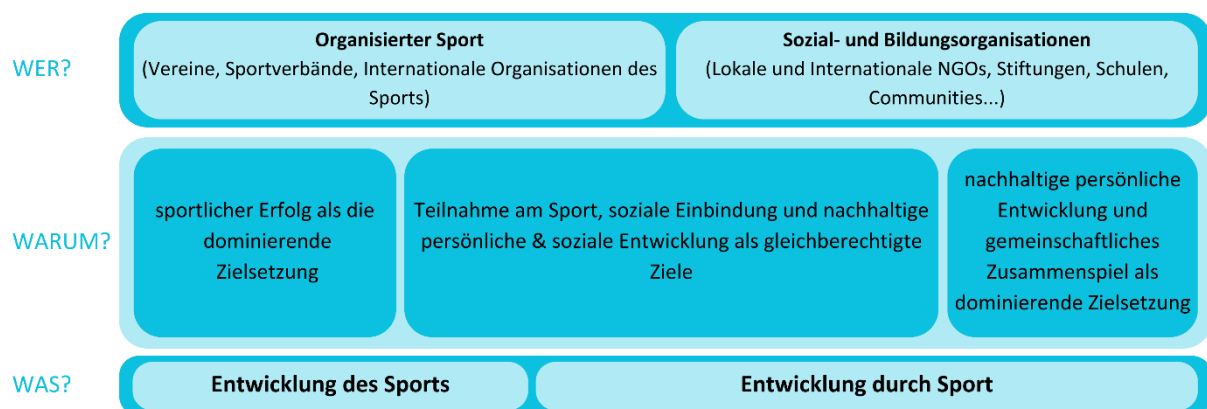 WER?
Organisierter Sport
(Vereine, Sportverbände, Internationale Organisationen des
Sports)
Sozial- und Bildungsorganisationen
(Lokale und Internationale NGOs, Stiftungen, Schulen,
Communities...)
WARUM?
sportlicher Erfolg als die
dominierende
Zielsetzung
Teilnahme am Sport, soziale Einbindung und nachhaltige
persönliche & soziale Entwicklung als gleichberechtigte
Ziele
nachhaltige persönliche
Entwicklung und
gemeinschaftliches
Zusammenspiel als
dominierende Zielsetzung
WAS?
Entwicklung des Sports
Entwicklung durch Sport